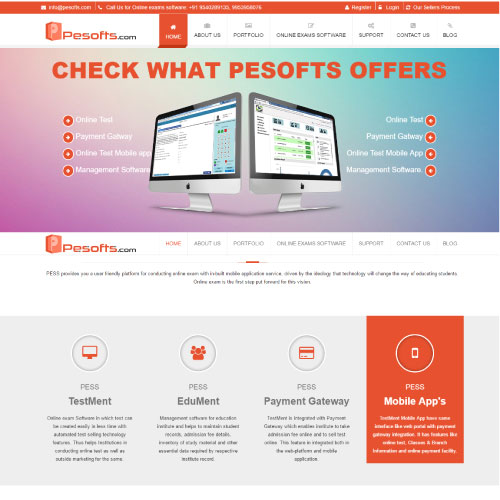 info@pesofts.com Call Us for Online exams software: +91 9340289133, 9953958076 Register Login Our Sellers Process
Pesofts.com HOME ABOUT US PORTFOLIO ONLINE EXAMS SOFTWARE SUPPORT CONTACT US BLOG
CHECK WHAT PESOFTS OFFERS
Online Test Online Test
Payment Gatway Payment Gatway
Online Test Mobile app Online Test Mobile App
Management Software Management Software,
Pesofts.com HOME ABOUT US PORTFOLIO ONLINE EXAMS SOFTWARE SUPPORT CONTACT US BLOG
PESS provides you a user friendly platform for conducting online exam with inbuilt mobile application service, driven by the ideology that technology will change the way of educating students.
Online exam is the first step put forward for this vision.
PESS
TestMent
Online exam Software in which test can
be created easily in less time with
automated test selling technology
features. Thus helps institutions in
conducting online test as well as
outside marketing for the same.
PESS
EduMent
Management software for education
institute and helps to maintain student
records, admission fee details,
inventory of study material and other
essential data required by respective
institute record.
PESS
Payment Gateway
TestMent is integrated with Payment
Gateway which enables institute to take
admission fee online and to sell test
online. This feature is integrated both in
the web-platform and mobile
application.
PESS
Mobile App's
TestMent Mobile App have same
interface like web portal with payment
gateway integration. It has features like
online test, Classes & Branch
Information and online payment facility.